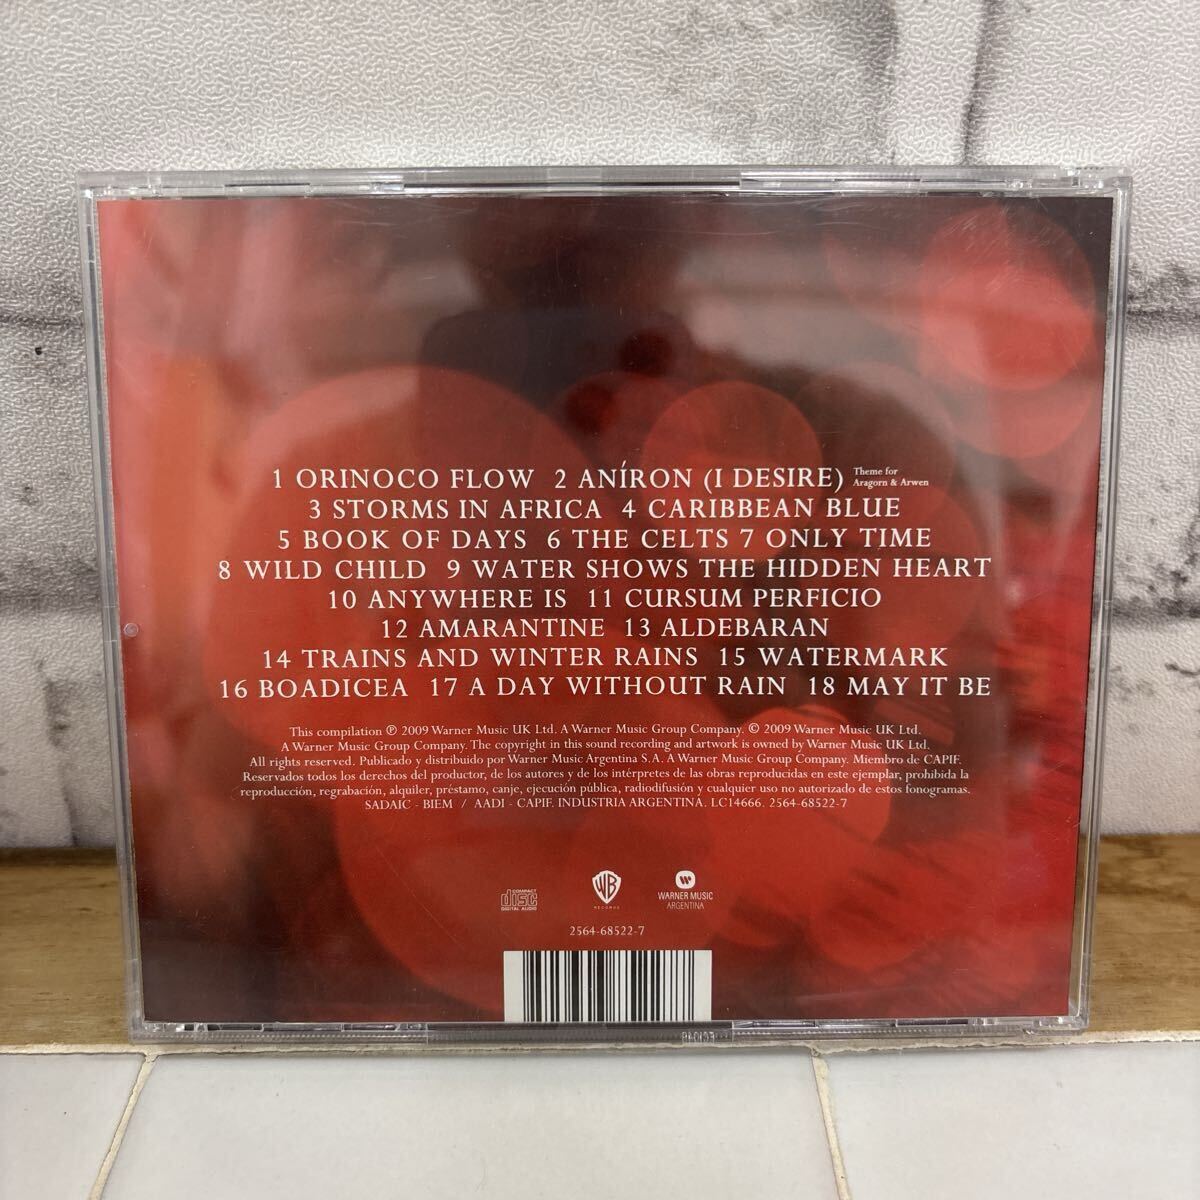 1 ORINOCO FLOW 2 ANÍRON (I DESIRE) Theme for Aragorn & Arwen
3 STORMS IN AFRICA 4 CARIBBEAN BLUE
5 BOOK OF DAYS 6 THE CELTS 7 ONLY TIME
8 WILD CHILD 9 WATER SHOWS THE HIDDEN HEART
10 ANYWHERE IS 11 CURSUM PERFICIO
12 AMARANTINE 13 ALDEBARAN
14 TRAINS AND WINTER RAINS 15 WATERMARK
16 BOADICEA 17 A DAY WITHOUT RAIN 18 MAY IT BE
This compilation ℗ 2009 Warner Music UK Ltd. A Warner Music Group Company. © 2009 Warner Music UK Ltd.
A Warner Music Group Company. The copyright in this sound recording and artwork is owned by Warner Music UK Ltd.
All rights reserved. Publicado y distribuido por Warner Music Argentina S.A. A Warner Music Group Company. Miembro de CAPIF.
Reservados todos los derechos del productor, de los autores y de los intérpretes de las obras reproducidas en este ejemplar, prohibida la
reproducción, regrabación, alquiler, préstamo, canje, ejecución pública, radiodifusión y cualquier uso no autorizado de estos fonogramas.
SADAIC - BIEM / AADI - CAPIF. INDUSTRIA ARGENTINA. LC14666. 2564-68522-7
COMPACT disc DIGITAL AUDIO
WB RECORDS
WARNER MUSIC ARGENTINA
2564-68522-7